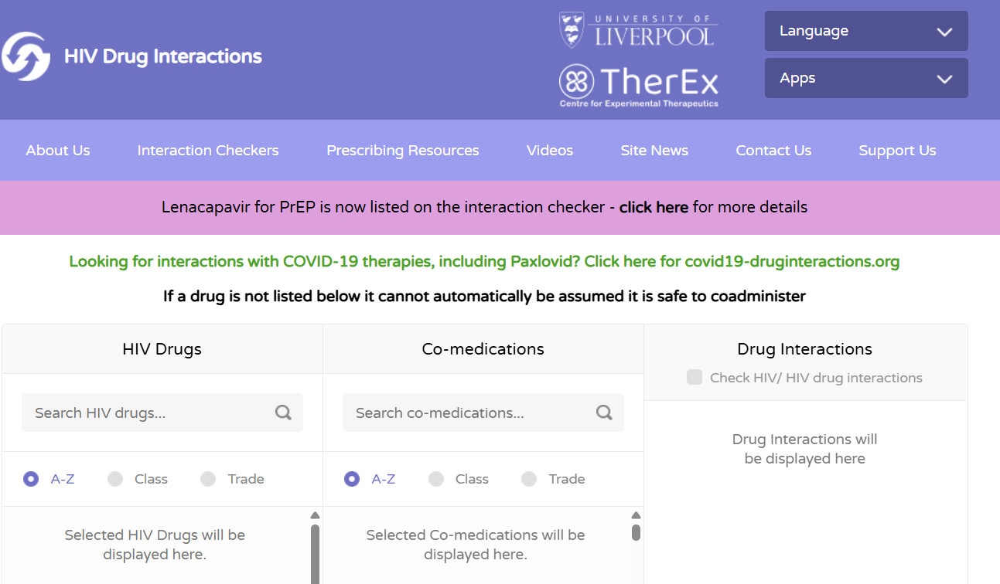 HIV Drug Interactions
UNIVERSITY OF
LIVERPOOL
TherEx
Centre for Experimental Therapeutics
Language
Apps
About Us
Interaction Checkers
Prescribing Resources
Videos
Site News
Contact Us
Support Us
Lenacapavir for PrEP is now listed on the interaction checker - click here for more details
Looking for interactions with COVID-19 therapies, including Paxlovid? Click here for covid19-druginteractions.org
If a drug is not listed below it cannot automatically be assumed it is safe to coadminister
HIV Drugs
Search HIV drugs...
A-Z
Class
Trade
Selected HIV Drugs will be
displayed here.
Co-medications
Search co-medications...
A-Z
Class
Trade
Selected Co-medications will be
displayed here.
Drug Interactions
Check HIV/ HIV drug interactions
Drug Interactions will
be displayed here